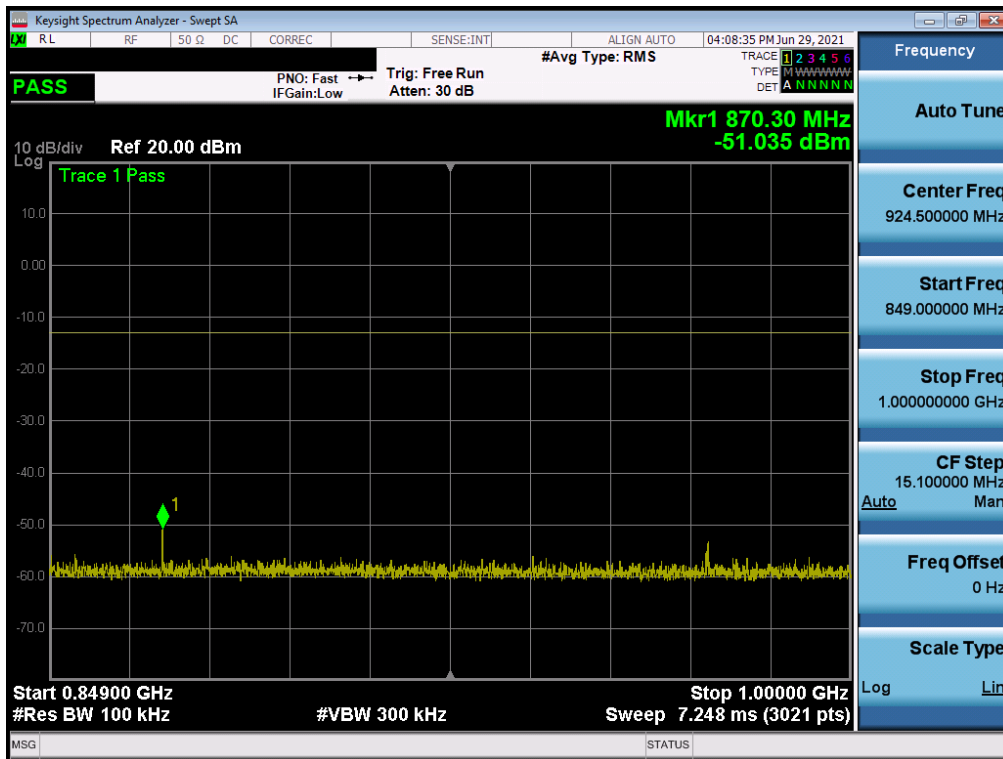 Keysight Spectrum Analyzer - Swept SA
LXI RL RF 50 Ω DC CORREC SENSE:INT ALIGN AUTO 04:08:35 PM Jun 29, 2021
#Avg Type: RMS TRACE 1 2 3 4 5 6
TYPE M WWWWW
DET A N N N N N
PASS PNO: Fast Trig: Free Run
IFGain:Low Atten: 30 dB
Mkr1 870.30 MHz
-51.035 dBm
10 dB/div Ref 20.00 dBm
Log
Trace 1 Pass
10.0
0.00
-10.0
-20.0
-30.0
-40.0
1
-50.0
-60.0
-70.0
Start 0.84900 GHz Stop 1.00000 GHz
#Res BW 100 kHz #VBW 300 kHz Sweep 7.248 ms (3021 pts)
MSG STATUS
Frequency
Auto Tune
Center Freq
924.500000 MHz
Start Freq
849.000000 MHz
Stop Freq
1.000000000 GHz
CF Step
15.100000 MHz
Auto Man
Freq Offset
0 Hz
Scale Type
Log Lin